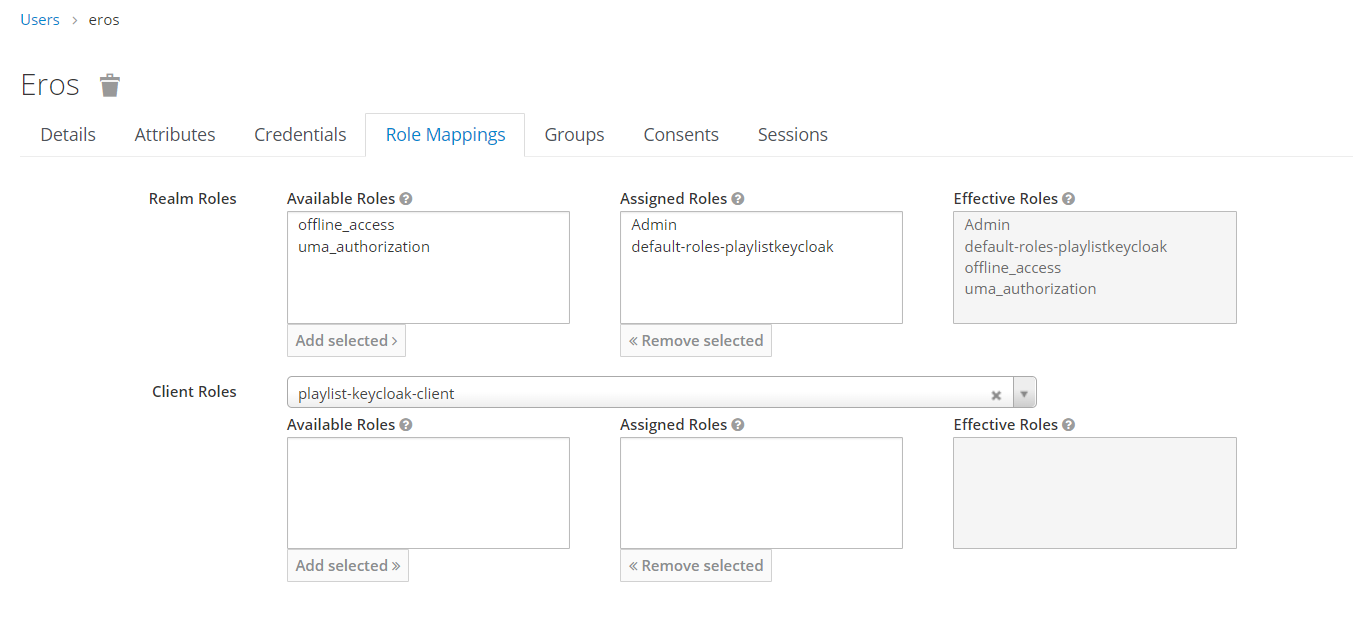 Users > eros
Eros
Details Attributes Credentials Role Mappings Groups Consents Sessions
Realm Roles Available Roles Assigned Roles Effective Roles
offline_access Admin Admin
uma_authorization default-roles-playlistkeycloak default-roles-playlistkeycloak
offline_access
uma_authorization
Add selected > « Remove selected
Client Roles playlist-keycloak-client
Available Roles Assigned Roles Effective Roles
Add selected » « Remove selected